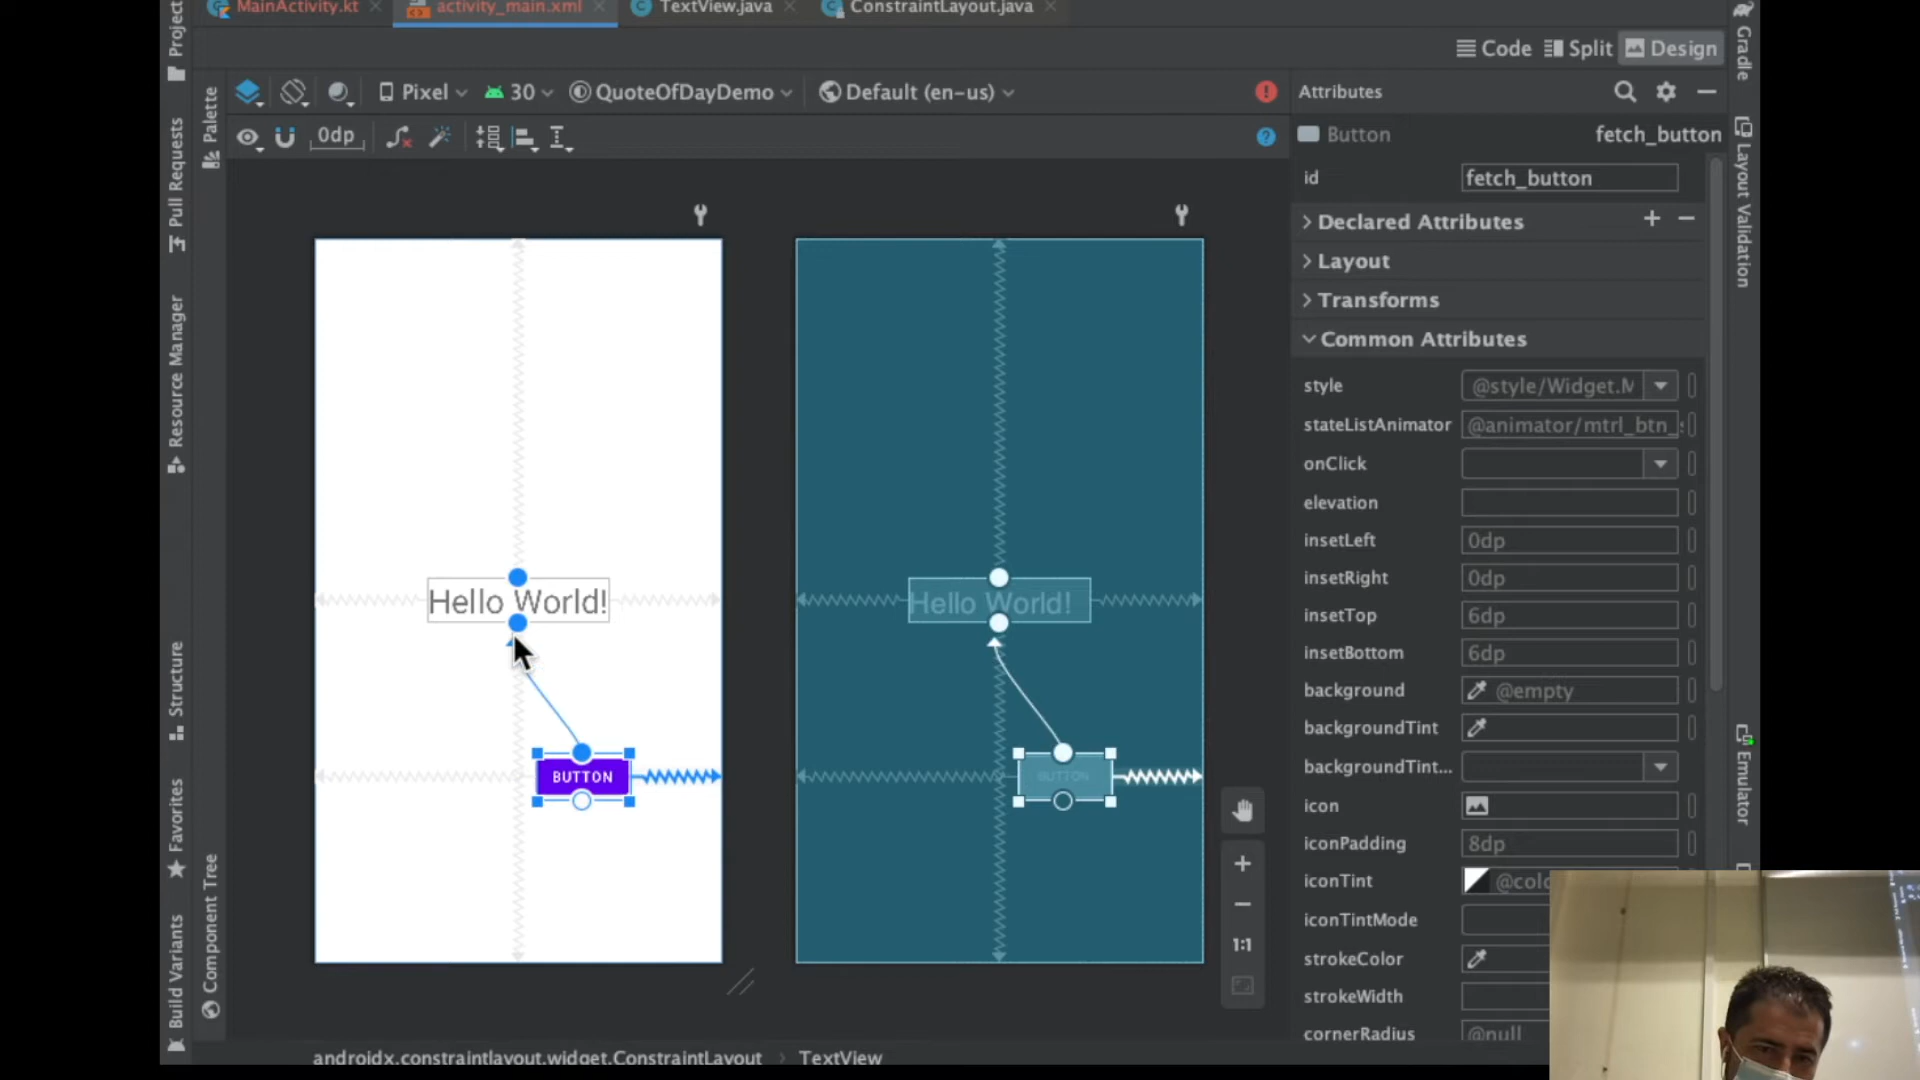 MainActivity.kt
activity_main.xml
TextView.java
ConstraintLayout.java
Code
Split
Design
Pixel
30
QuoteOfDayDemo
Default (en-us)
0dp
Project
Pull Requests
Resource Manager
Structure
Favorites
Build Variants
Palette
Component Tree
Hello World!
BUTTON
Hello World!
BUTTON
1:1
Attributes
Button
fetch_button
id
fetch_button
Declared Attributes
Layout
Transforms
Common Attributes
style
@style/Widget.M
stateListAnimator
@animator/mtrl_btn_s
onClick
elevation
insetLeft
0dp
insetRight
0dp
insetTop
6dp
insetBottom
6dp
background
@empty
backgroundTint
backgroundTint...
icon
iconPadding
8dp
iconTint
@colo
iconTintMode
strokeColor
strokeWidth
cornerRadius
@null
Gradle
Layout Validation
Emulator
androidx.constraintlayout.widget.ConstraintLayout
TextView